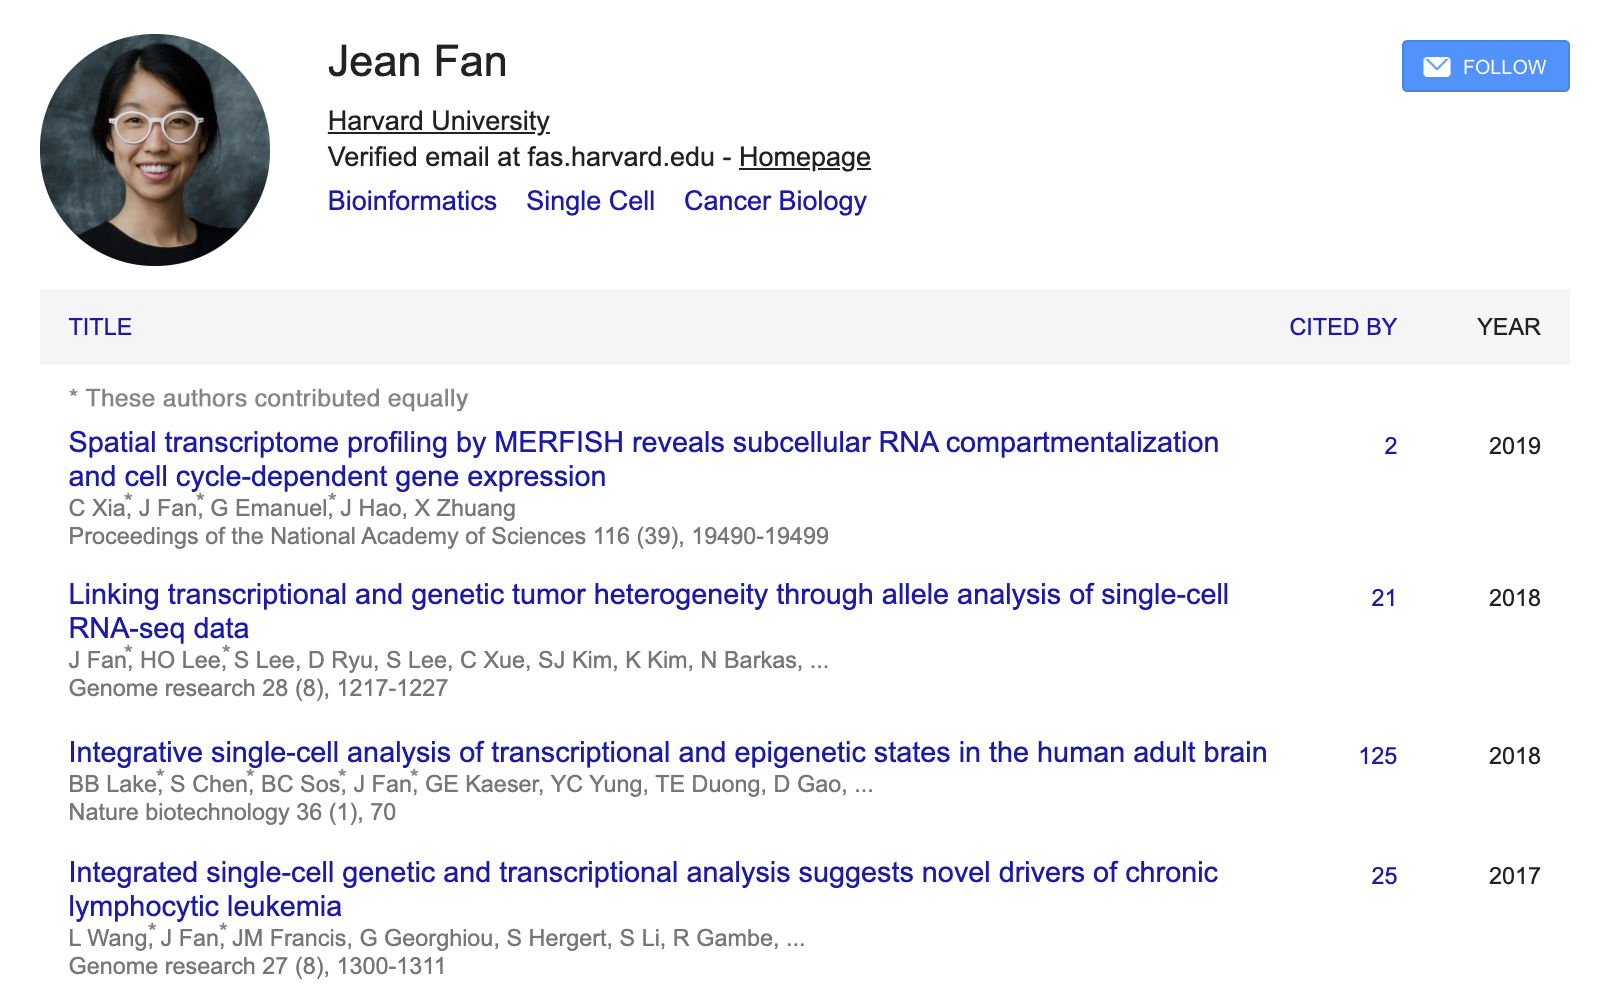 Jean Fan
FOLLOW
Harvard University
Verified email at fas.harvard.edu - Homepage
Bioinformatics Single Cell Cancer Biology
TITLE CITED BY YEAR
* These authors contributed equally
Spatial transcriptome profiling by MERFISH reveals subcellular RNA compartmentalization 2 2019
and cell cycle-dependent gene expression
C Xia*, J Fan*, G Emanuel*, J Hao, X Zhuang
Proceedings of the National Academy of Sciences 116 (39), 19490-19499
Linking transcriptional and genetic tumor heterogeneity through allele analysis of single-cell 21 2018
RNA-seq data
J Fan*, HO Lee*, S Lee, D Ryu, S Lee, C Xue, SJ Kim, K Kim, N Barkas, ...
Genome research 28 (8), 1217-1227
Integrative single-cell analysis of transcriptional and epigenetic states in the human adult brain 125 2018
BB Lake*, S Chen*, BC Sos*, J Fan*, GE Kaeser, YC Yung, TE Duong, D Gao, ...
Nature biotechnology 36 (1), 70
Integrated single-cell genetic and transcriptional analysis suggests novel drivers of chronic 25 2017
lymphocytic leukemia
L Wang*, J Fan*, JM Francis, G Georghiou, S Hergert, S Li, R Gambe, ...
Genome research 27 (8), 1300-1311